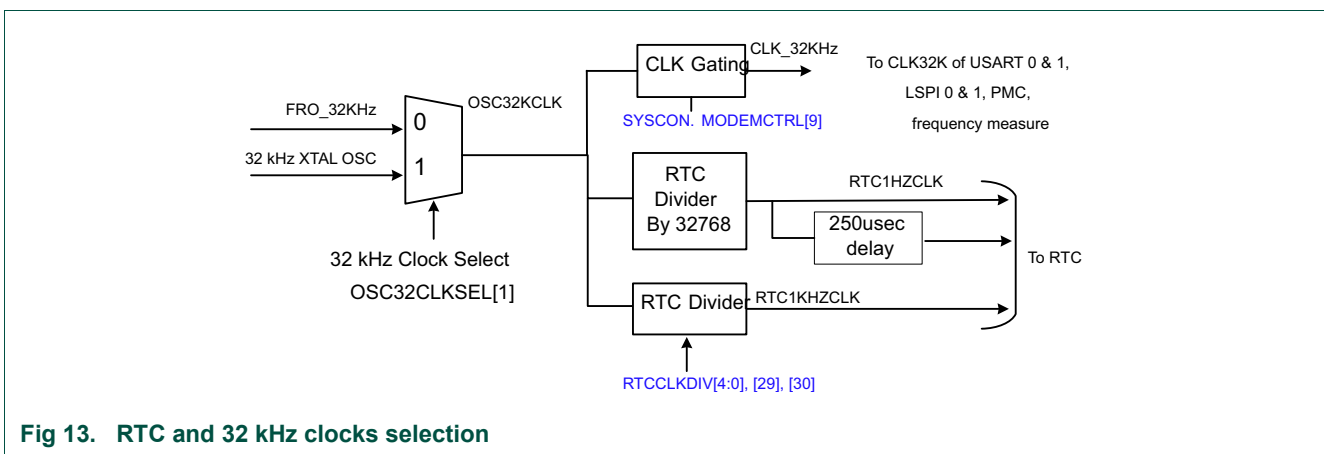 CLK_32KHz
CLK Gating
To CLK32K of USART 0 & 1,
LSPI 0 & 1, PMC,
frequency measure
SYSCON. MODEMCTRL[9]
OSC32KCLK
FRO_32KHz
0
32 kHz XTAL OSC
1
32 kHz Clock Select
OSC32CLKSEL[1]
RTC
Divider
By 32768
RTC1HZCLK
250usec
delay
To RTC
RTC Divider
RTC1KHZCLK
RTCCLKDIV[4:0], [29], [30]
Fig 13. RTC and 32 kHz clocks selection